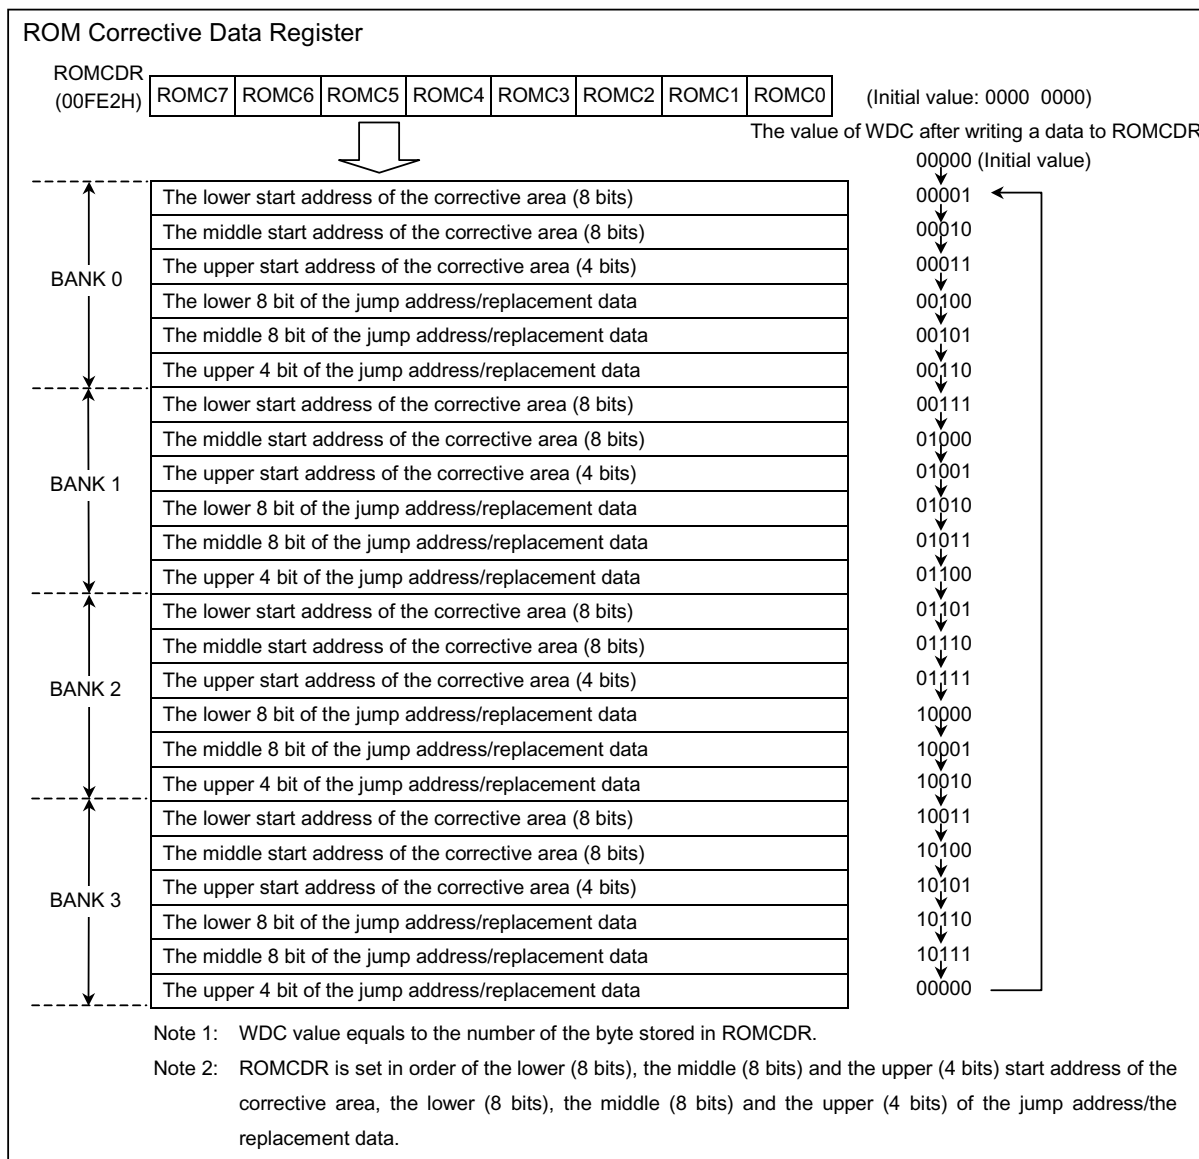 ROM Corrective Data Register
ROMCDR
(00FE2H)
ROMC7 ROMC6 ROMC5 ROMC4 ROMC3 ROMC2 ROMC1 ROMC0
(Initial value: 0000 0000)
The value of WDC after writing a data to ROMCDR
00000 (Initial value)
BANK 0
The lower start address of the corrective area (8 bits) 00001
The middle start address of the corrective area (8 bits) 00010
The upper start address of the corrective area (4 bits) 00011
The lower 8 bit of the jump address/replacement data 00100
The middle 8 bit of the jump address/replacement data 00101
The upper 4 bit of the jump address/replacement data 00110
BANK 1
The lower start address of the corrective area (8 bits) 00111
The middle start address of the corrective area (8 bits) 01000
The upper start address of the corrective area (4 bits) 01001
The lower 8 bit of the jump address/replacement data 01010
The middle 8 bit of the jump address/replacement data 01011
The upper 4 bit of the jump address/replacement data 01100
BANK 2
The lower start address of the corrective area (8 bits) 01101
The middle start address of the corrective area (8 bits) 01110
The upper start address of the corrective area (4 bits) 01111
The lower 8 bit of the jump address/replacement data 10000
The middle 8 bit of the jump address/replacement data 10001
The upper 4 bit of the jump address/replacement data 10010
BANK 3
The lower start address of the corrective area (8 bits) 10011
The middle start address of the corrective area (8 bits) 10100
The upper start address of the corrective area (4 bits) 10101
The lower 8 bit of the jump address/replacement data 10110
The middle 8 bit of the jump address/replacement data 10111
The upper 4 bit of the jump address/replacement data 00000
Note 1: WDC value equals to the number of the byte stored in ROMCDR.
Note 2: ROMCDR is set in order of the lower (8 bits), the middle (8 bits) and the upper (4 bits) start address of the
corrective area, the lower (8 bits), the middle (8 bits) and the upper (4 bits) of the jump address/the
replacement data.